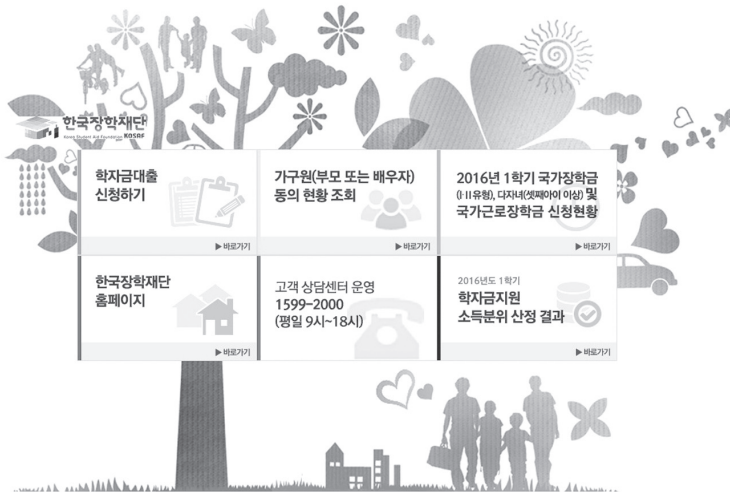 한국장학재단
Korea Student Aid Foundation KOSAF
학자금대출
신청하기
▶ 바로가기
가구원(부모 또는 배우자)
동의 현황 조회
▶ 바로가기
2016년 1학기 국가장학금
(I·II유형), 다자녀(셋째아이 이상) 및
국가근로장학금 신청현황
▶ 바로가기
한국장학재단
홈페이지
▶ 바로가기
고객 상담센터 운영
1599-2000
(평일 9시~18시)
2016년도 1학기
학자금지원
소득분위 산정 결과
▶ 바로가기